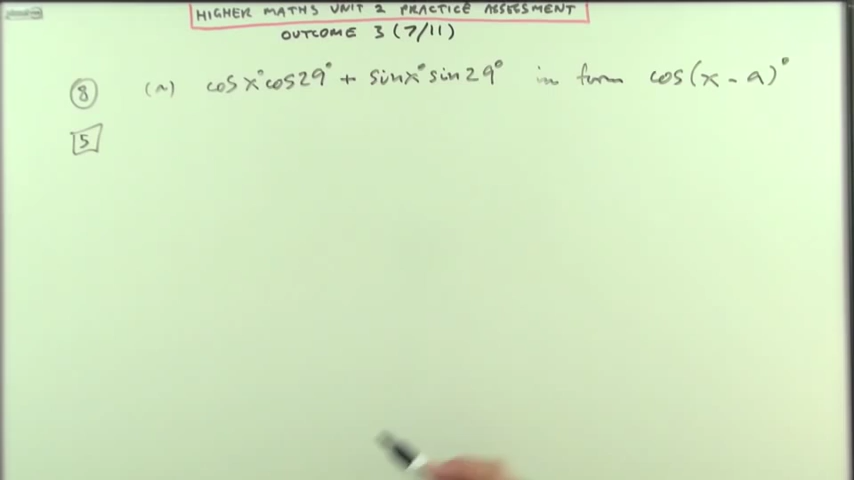 HIGHER MATHS UNIT 2 PRACTICE ASSESSMENT
OUTCOME 3 (7/11)
8 (a) cos x° cos 29° + sin x° sin 29° in form cos(x - a)°
5